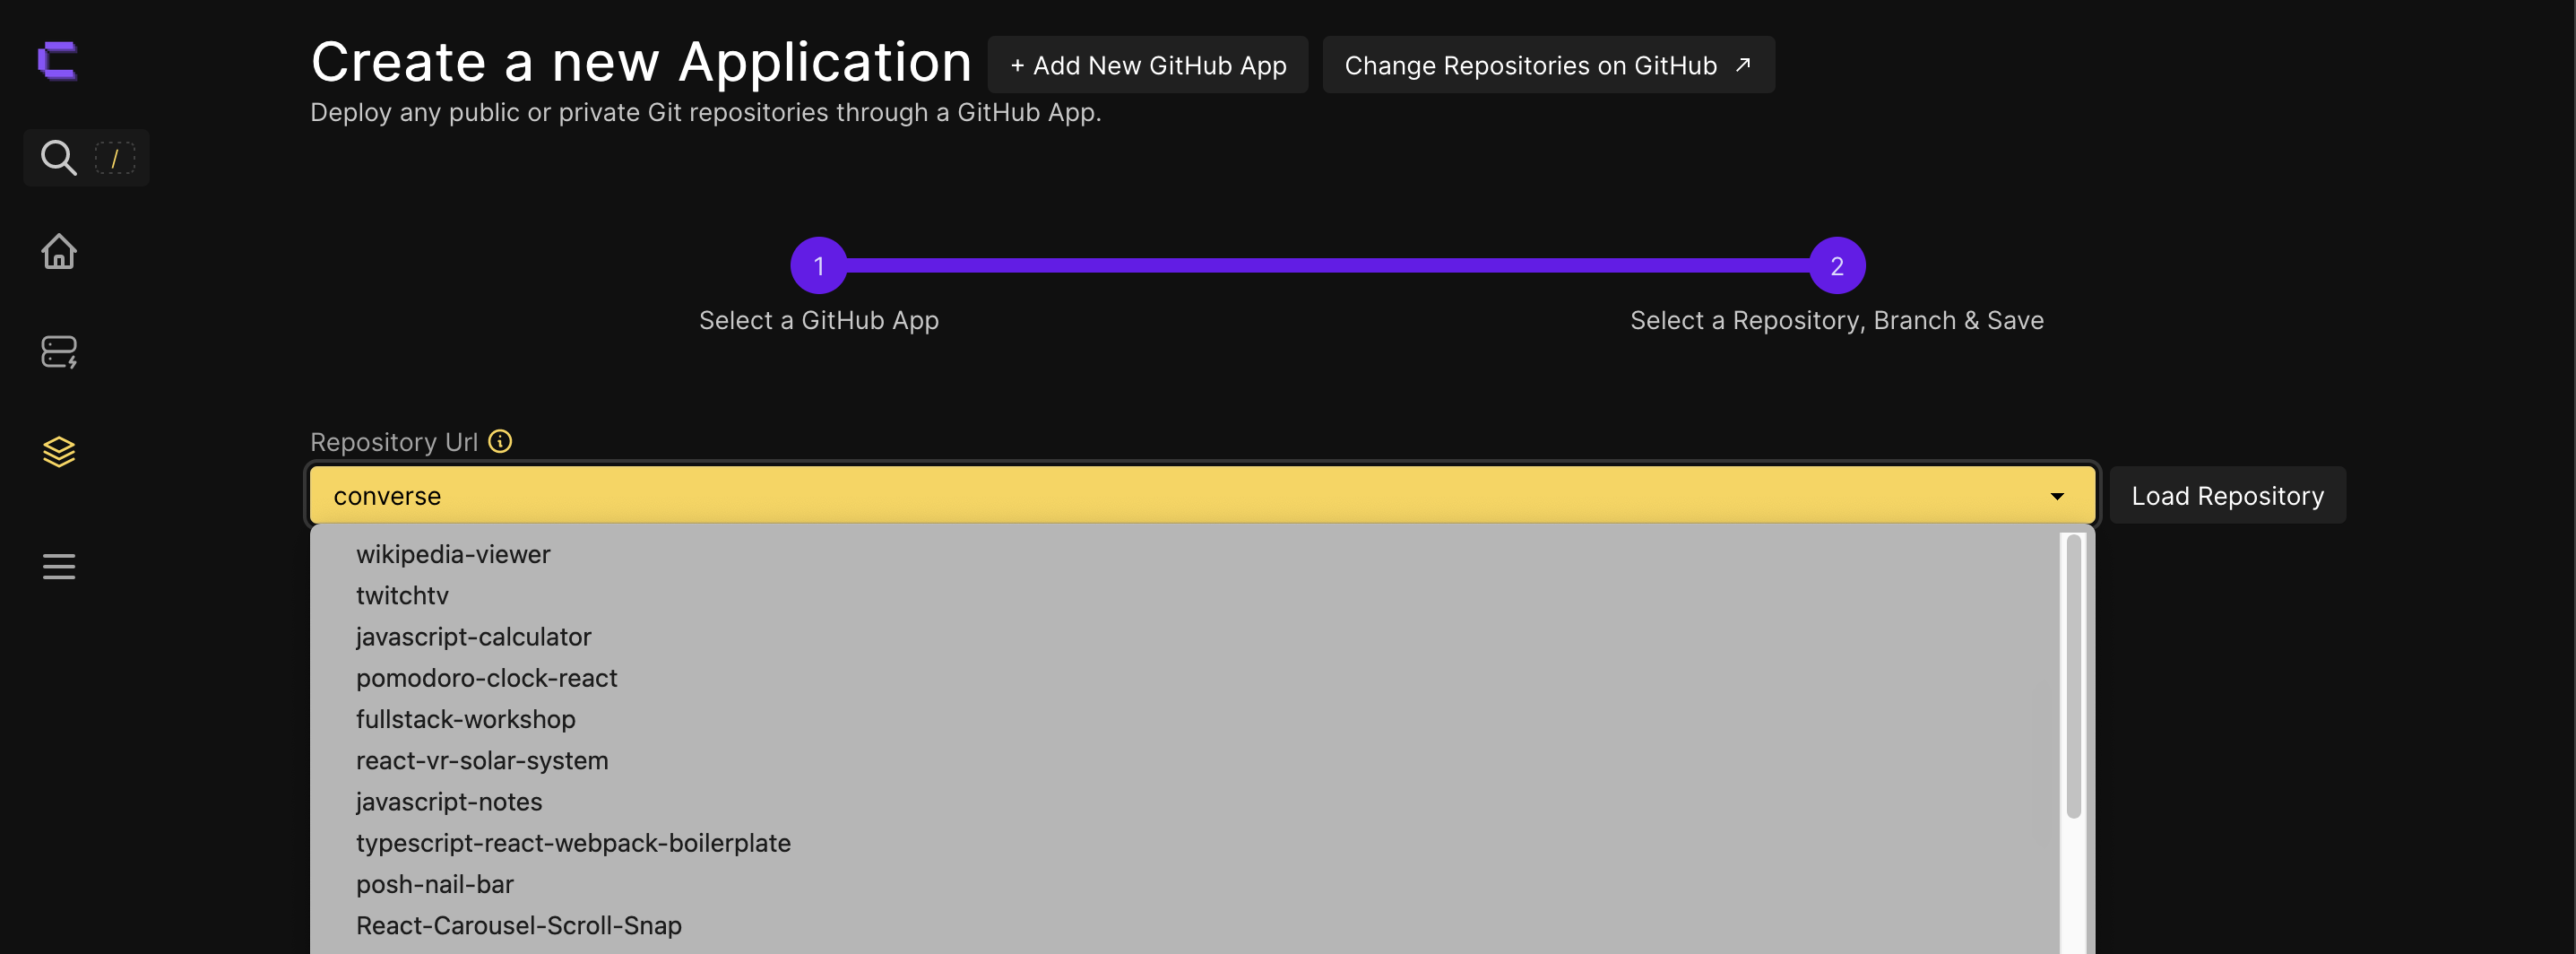 Create a new Application
+ Add New GitHub App
Change Repositories on GitHub
Deploy any public or private Git repositories through a GitHub App.
/
1
2
Select a GitHub App
Select a Repository, Branch & Save
Repository Url
converse
Load Repository
wikipedia-viewer
twitchtv
javascript-calculator
pomodoro-clock-react
fullstack-workshop
react-vr-solar-system
javascript-notes
typescript-react-webpack-boilerplate
posh-nail-bar
React-Carousel-Scroll-Snap